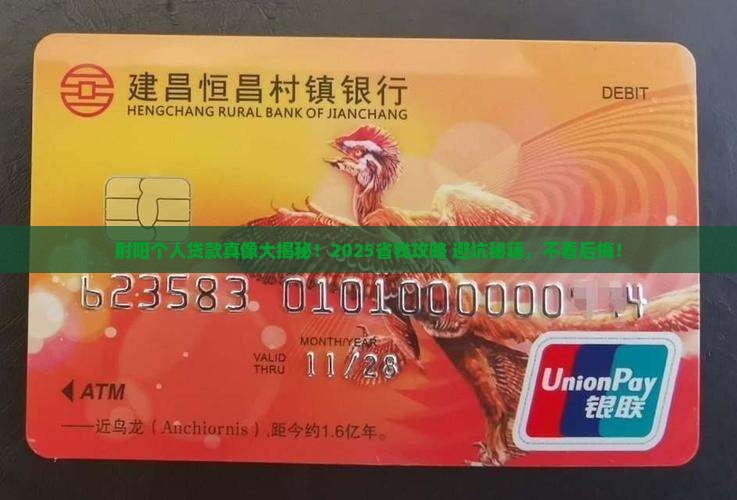 建昌恒昌村镇银行
HENGCHANG RURAL BANK OF JIANCHANG
DEBIT
射阳个人贷款真像大揭秘！2025省钱攻略 避坑秘籍，不看后悔！
623583 0101000000 4
MONTH/YEAR
VALID THRU 11/28
ATM
UnionPay
银联
——近鸟龙（Anchiornis）,距今约1.6亿年。